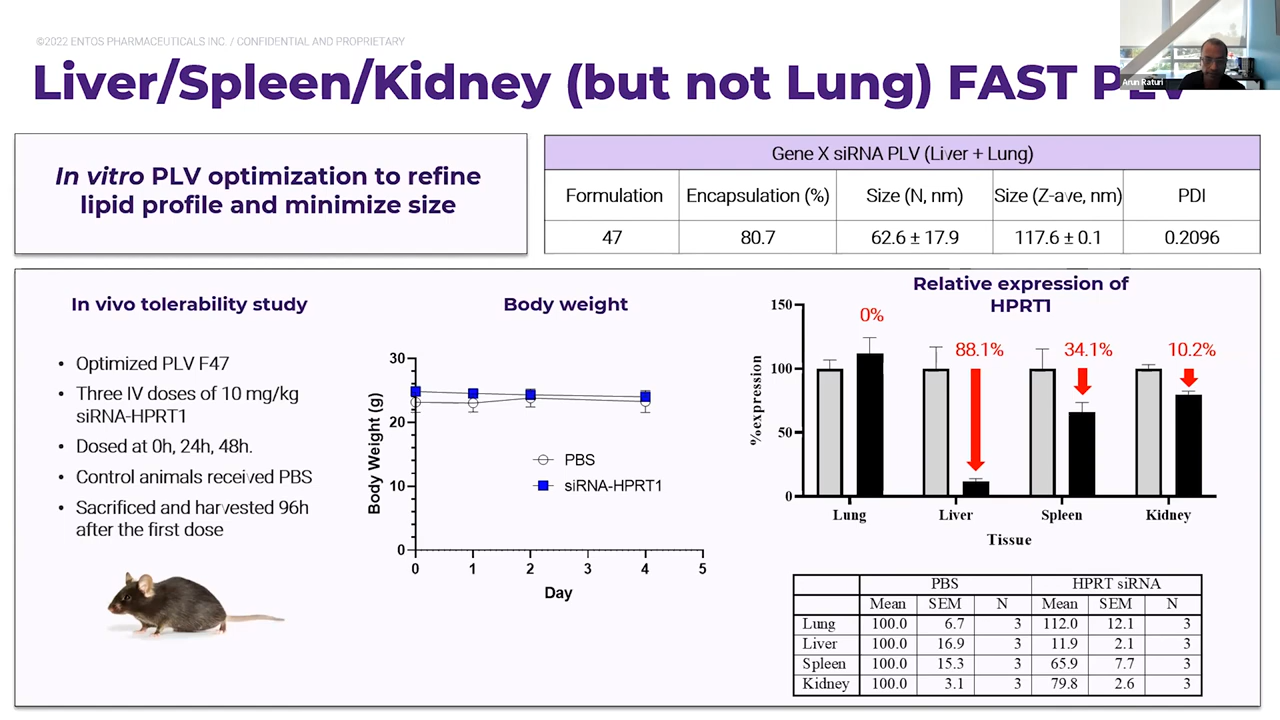 ©2022 ENTOS PHARMACEUTICALS INC. / CONFIDENTIAL AND PROPRIETARY
Liver/Spleen/Kidney (but not Lung) FAST PLV
Arun Raturi
In vitro PLV optimization to refine
lipid profile and minimize size
Gene X siRNA PLV (Liver + Lung)
Formulation Encapsulation (%) Size (N, nm) Size (Z-ave, nm) PDI
47 80.7 62.6 ± 17.9 117.6 ± 0.1 0.2096
In vivo tolerability study
• Optimized PLV F47
• Three IV doses of 10 mg/kg
siRNA-HPRT1
• Dosed at 0h, 24h, 48h.
• Control animals received PBS
• Sacrificed and harvested 96h
after the first dose
Body weight
Body Weight (g)
30
20
10
0
PBS
siRNA-HPRT1
0 1 2 3 4 5
Day
Relative expression of
HPRT1
%expression
150
100
50
0
0% 88.1% 34.1% 10.2%
Lung Liver Spleen Kidney
Tissue
PBS HPRT siRNA
Mean SEM N Mean SEM N
Lung 100.0 6.7 3 112.0 12.1 3
Liver 100.0 16.9 3 11.9 2.1 3
Spleen 100.0 15.3 3 65.9 7.7 3
Kidney 100.0 3.1 3 79.8 2.6 3